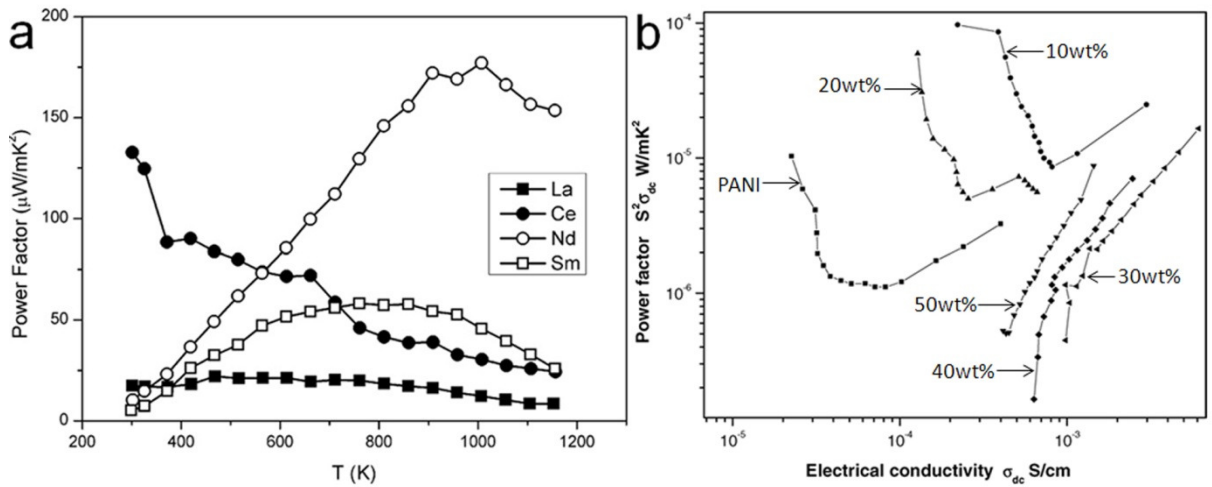 a
Power Factor (μW/mK²)
200
150
100
50
0
200
400
600
800
1000
1200
T (K)
La
Ce
Nd
Sm
b
Power factor S²σdc W/mK²
10⁻⁴
10⁻⁵
10⁻⁶
10⁻⁵
10⁻⁴
10⁻³
Electrical conductivity σdc S/cm
10wt%
20wt%
PANI
30wt%
50wt%
40wt%